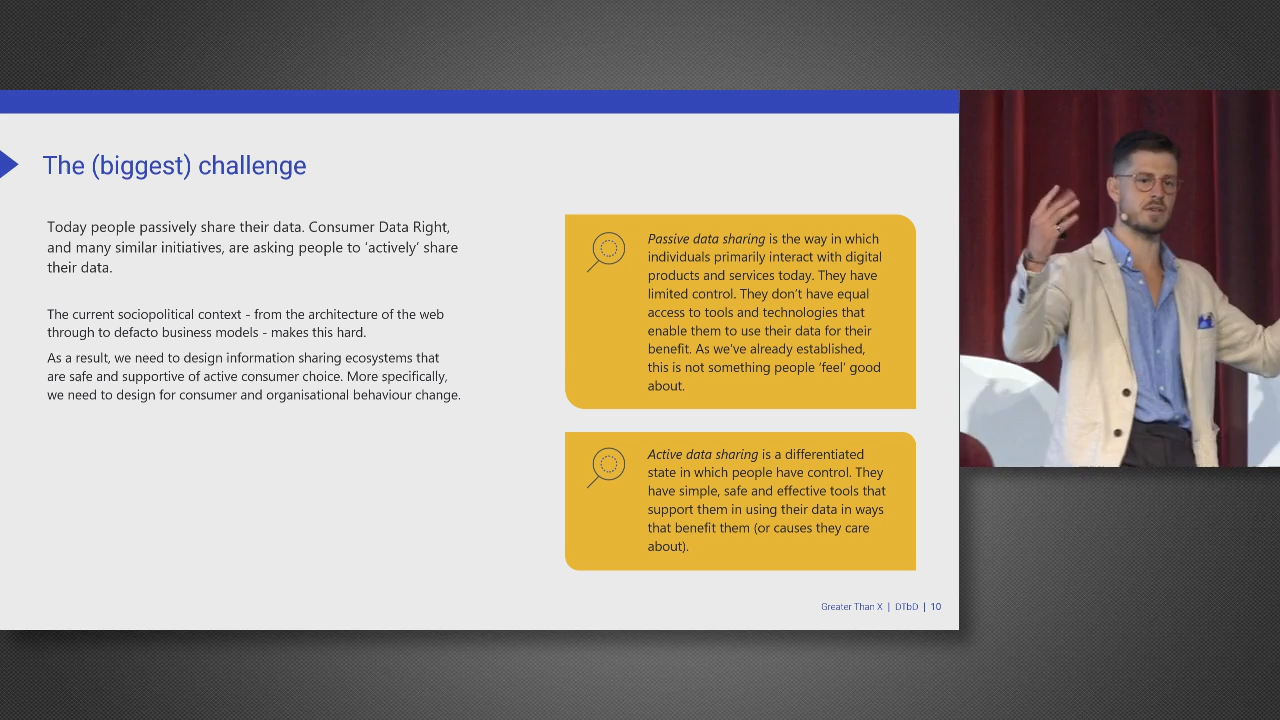 The (biggest) challenge
Today people passively share their data. Consumer Data Right,
and many similar initiatives, are asking people to ‘actively’ share
their data.
The current sociopolitical context - from the architecture of the web
through to defacto business models - makes this hard.
As a result, we need to design information sharing ecosystems that
are safe and supportive of active consumer choice. More specifically,
we need to design for consumer and organisational behaviour change.
Passive data sharing is the way in which
individuals primarily interact with digital
products and services today. They have
limited control. They don’t have equal
access to tools and technologies that
enable them to use their data for their
benefit. As we’ve already established,
this is not something people ‘feel’ good
about.
Active data sharing is a differentiated
state in which people have control. They
have simple, safe and effective tools that
support them in using their data in ways
that benefit them (or causes they care
about).
Greater Than X | DTbD | 10